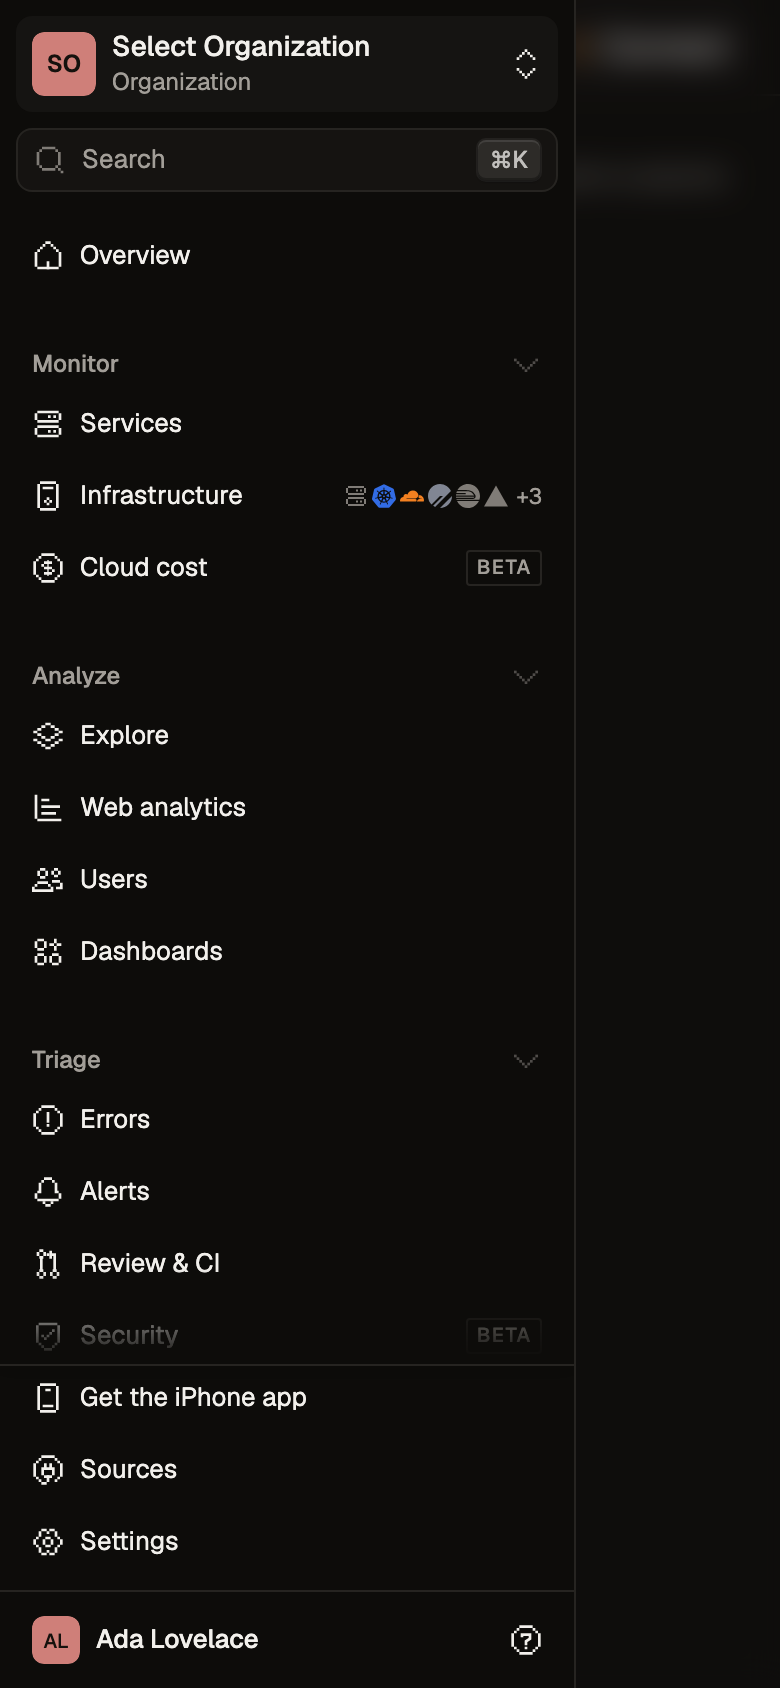 SO
Select Organization
Organization
Search
⌘K
Overview
Monitor
Services
Infrastructure +3
Cloud cost BETA
Analyze
Explore
Web analytics
Users
Dashboards
Triage
Errors
Alerts
Review & CI
Security BETA
Get the iPhone app
Sources
Settings
AL Ada Lovelace